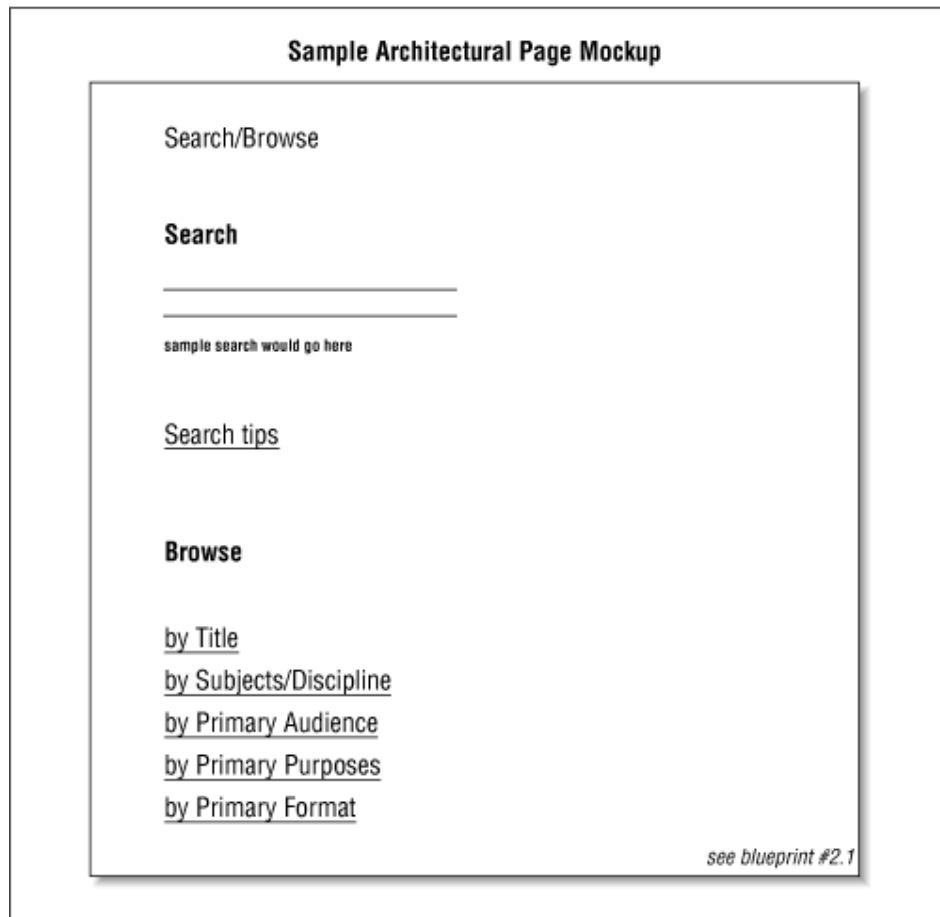 Sample Architectural Page Mockup
Search/Browse
Search
sample search would go here
Search tips
Browse
by Title
by Subjects/Discipline
by Primary Audience
by Primary Purposes
by Primary Format
see blueprint #2.1